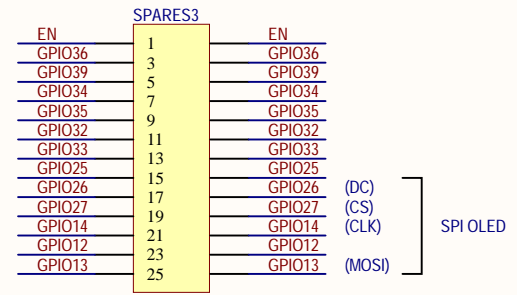 SPARES3
EN 1 EN
GPIO36 3 GPIO36
GPIO39 5 GPIO39
GPIO34 7 GPIO34
GPIO35 9 GPIO35
GPIO32 11 GPIO32
GPIO33 13 GPIO33
GPIO25 15 GPIO25
GPIO26 17 GPIO26 (DC)
GPIO27 19 GPIO27 (CS)
GPIO14 21 GPIO14 (CLK) SPI OLED
GPIO12 23 GPIO12
GPIO13 25 GPIO13 (MOSI)